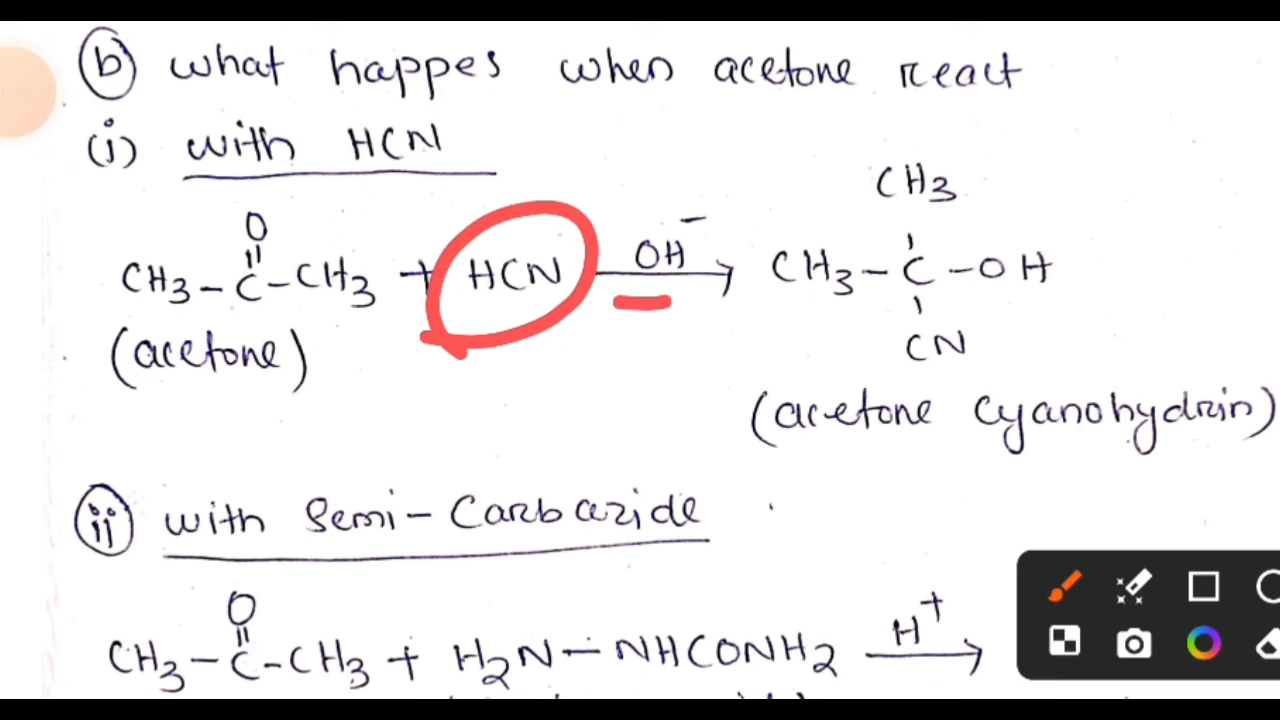 (b) what happes when acetone react
(i) with HCN
O
||
CH3 – C – CH3 + HCN OH⁻ → CH3 – C – OH
CH3
CN
(acetone)
(acetone cyanohydrin)
(ii) with Semi-Carbazide
O
||
CH3 – C – CH3 + H2N – NHCONH2 H⁺ →